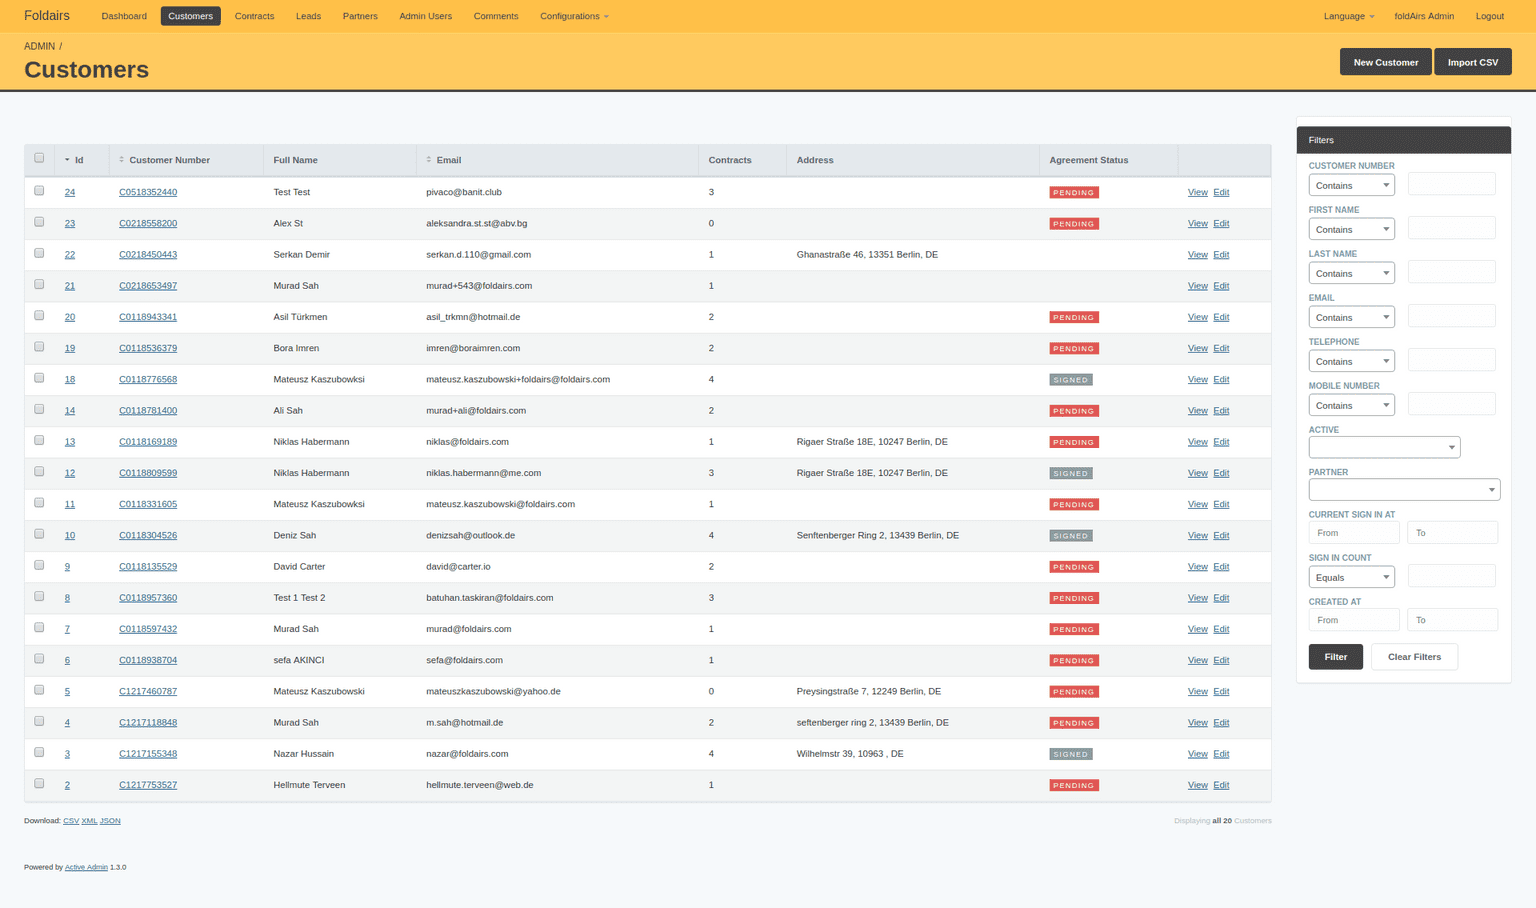 Foldairs Dashboard Customers Contracts Leads Partners Admin Users Comments Configurations Language foldAirs Admin Logout
ADMIN /
Customers
New Customer Import CSV
Id Customer Number Full Name Email Contracts Address Agreement Status
24 C0518352440 Test Test pivaco@banit.club 3 PENDING View Edit
23 C0218558200 Alex St aleksandra.st.st@abv.bg 0 PENDING View Edit
22 C0218450443 Serkan Demir serkan.d.110@gmail.com 1 Ghanastraße 46, 13351 Berlin, DE View Edit
21 C0218653497 Murad Sah murad+543@foldairs.com 1 View Edit
20 C0118943341 Asil Türkmen asil_trkmn@hotmail.de 2 PENDING View Edit
19 C0118536379 Bora Imren imren@boraimren.com 2 PENDING View Edit
18 C0118776568 Mateusz Kaszubowksi mateusz.kaszubowski+foldairs@foldairs.com 4 SIGNED View Edit
14 C0118781400 Ali Sah murad+ali@foldairs.com 2 PENDING View Edit
13 C0118169189 Niklas Habermann niklas@foldairs.com 1 Rigaer Straße 18E, 10247 Berlin, DE PENDING View Edit
12 C0118809599 Niklas Habermann niklas.habermann@me.com 3 Rigaer Straße 18E, 10247 Berlin, DE SIGNED View Edit
11 C0118331605 Mateusz Kaszubowksi mateusz.kaszubowski@foldairs.com 1 PENDING View Edit
10 C0118304526 Deniz Sah denizsah@outlook.de 4 Senftenberger Ring 2, 13439 Berlin, DE SIGNED View Edit
9 C0118135529 David Carter david@carter.io 2 PENDING View Edit
8 C0118957360 Test 1 Test 2 batuhan.taskiran@foldairs.com 3 PENDING View Edit
7 C0118597432 Murad Sah murad@foldairs.com 1 PENDING View Edit
6 C0118938704 sefa AKINCI sefa@foldairs.com 1 PENDING View Edit
5 C1217460787 Mateusz Kaszubowski mateuszkaszubowski@yahoo.de 0 Preysingstraße 7, 12249 Berlin, DE PENDING View Edit
4 C1217118848 Murad Sah m.sah@hotmail.de 2 seftenberger ring 2, 13439 Berlin, DE PENDING View Edit
3 C1217155348 Nazar Hussain nazar@foldairs.com 4 Wilhelmstr 39, 10963 , DE SIGNED View Edit
2 C1217753527 Hellmute Terveen hellmute.terveen@web.de 1 PENDING View Edit
Download: CSV XML JSON
Displaying all 20 Customers
Filters
CUSTOMER NUMBER
Contains
FIRST NAME
Contains
LAST NAME
Contains
EMAIL
Contains
TELEPHONE
Contains
MOBILE NUMBER
Contains
ACTIVE
PARTNER
CURRENT SIGN IN AT
From To
SIGN IN COUNT
Equals
CREATED AT
From To
Filter Clear Filters
Powered by Active Admin 1.3.0